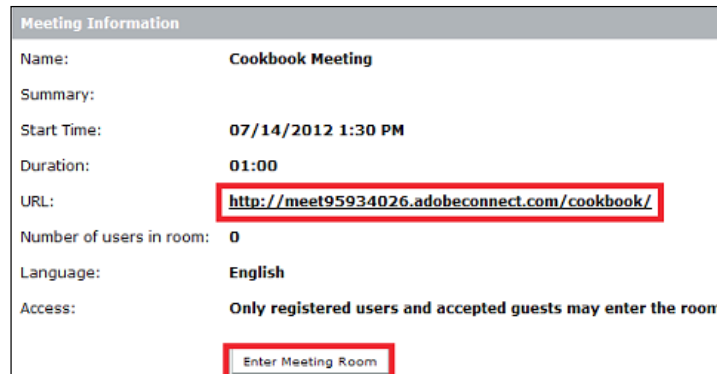 Meeting Information
Name: Cookbook Meeting
Summary:
Start Time: 07/14/2012 1:30 PM
Duration: 01:00
URL: http://meet95934026.adobeconnect.com/cookbook/
Number of users in room: 0
Language: English
Access: Only registered users and accepted guests may enter the room
Enter Meeting Room